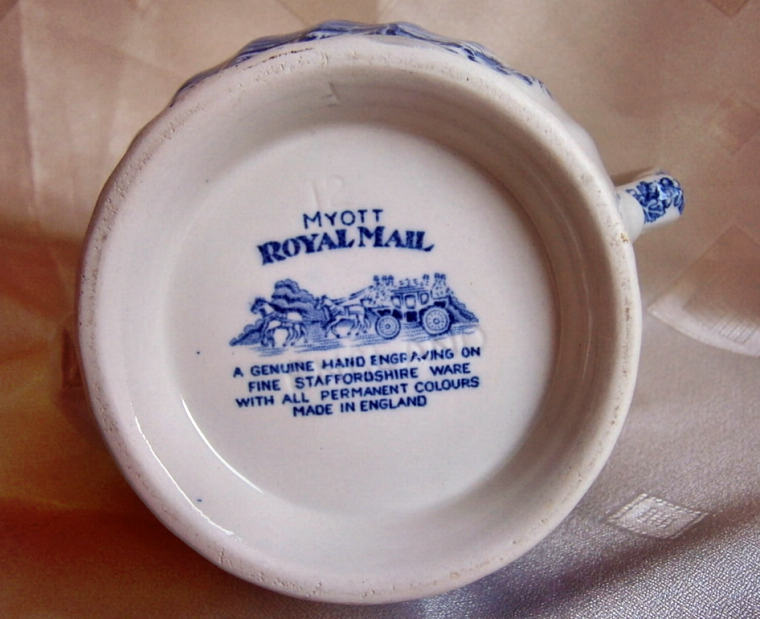 MYOTT
ROYAL MAIL
A GENUINE HAND ENGRAVING ON
FINE STAFFORDSHIRE WARE
WITH ALL PERMANENT COLOURS
MADE IN ENGLAND